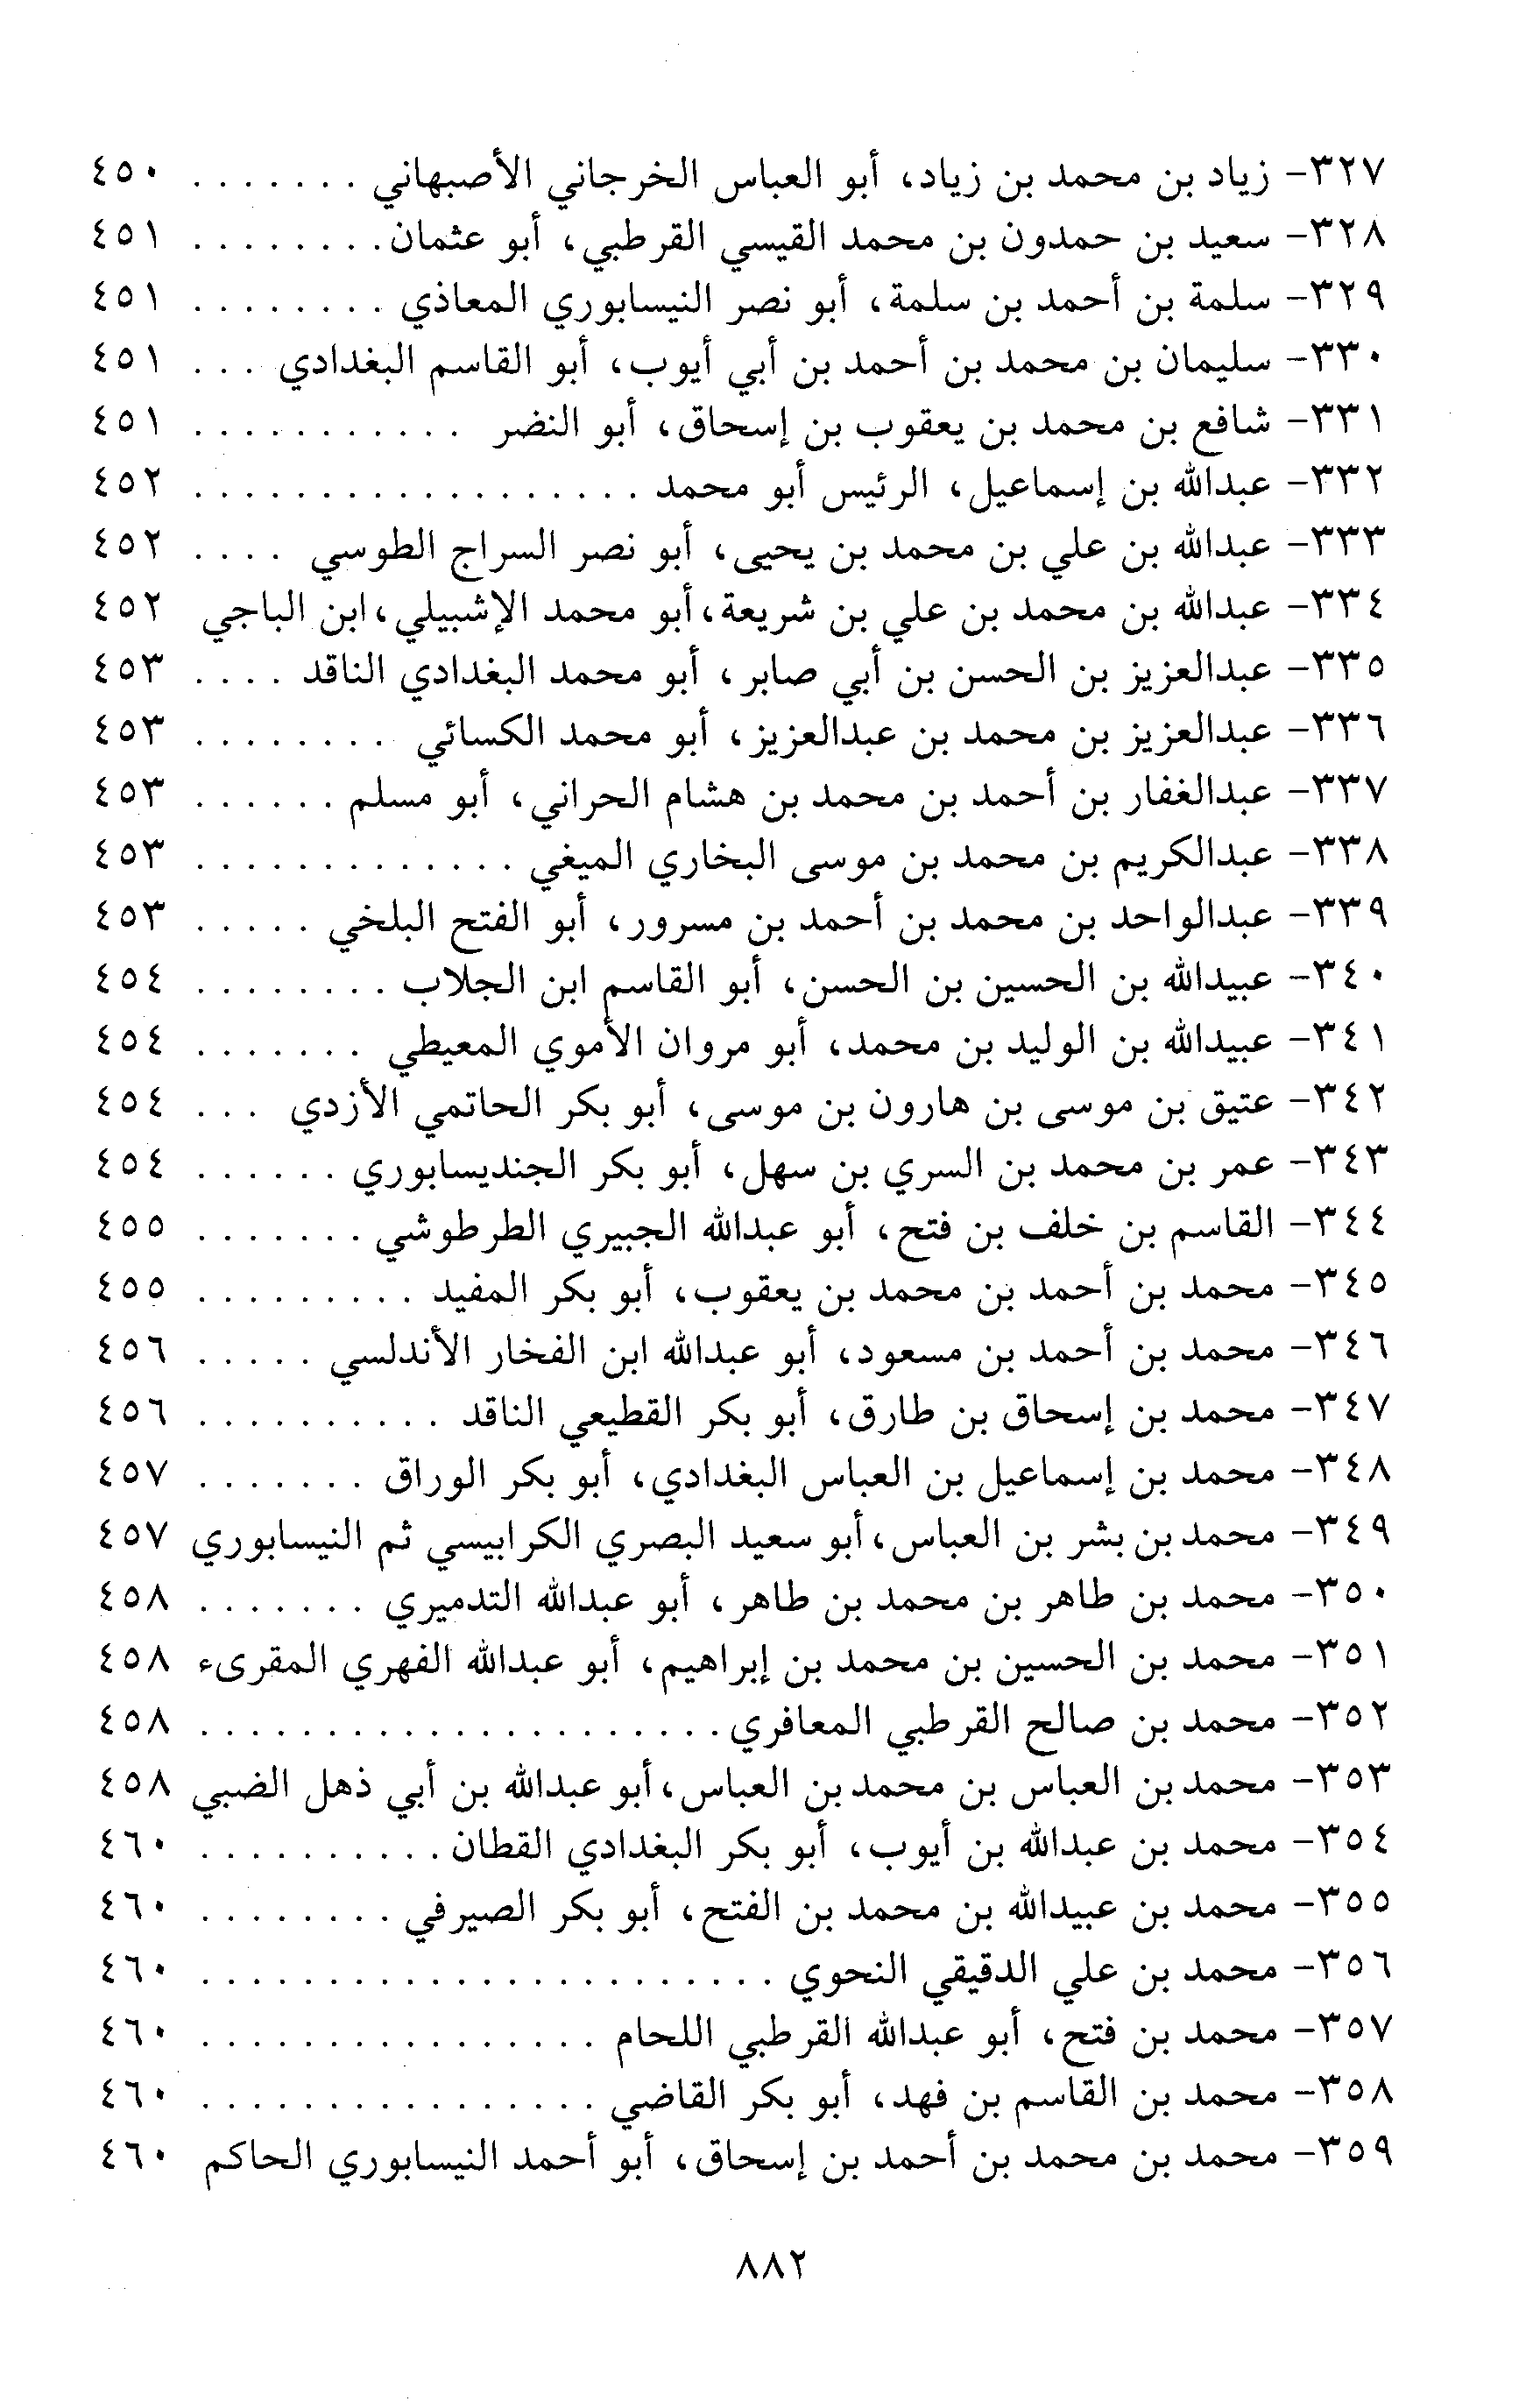 ٣٢٧- زياد بن محمد بن زياد، أبو العباس الخرجاني الأصبهاني . . . . . . . ٤٥٠
٣٢٨- سعيد بن حمدون بن محمد القيسي القرطبي، أبو عثمان. . . . . . . . ٤٥١
٣٢٩- سلمة بن أحمد بن سلمة، أبو نصر النيسابوري المعاذي . . . . . . . . ٤٥١
٣٣٠- سليمان بن محمد بن أحمد بن أبي أيوب، أبو القاسم البغدادي . . . ٤٥١
٣٣١- شافع بن محمد بن يعقوب بن إسحاق، أبو النضر . . . . . . . . . . . ٤٥١
٣٣٢- عبدالله بن إسماعيل، الرئيس أبو محمد . . . . . . . . . . . . . . . . . . ٤٥٢
٣٣٣- عبدالله بن علي بن محمد بن يحيى، أبو نصر السراج الطوسي . . . . ٤٥٢
٣٣٤- عبدالله بن محمد بن علي بن شريعة،أبو محمد الإشبيلي،ابن الباجي ٤٥٢
٣٣٥- عبدالعزيز بن الحسن بن أبي صابر، أبو محمد البغدادي الناقد . . . . ٤٥٣
٣٣٦- عبدالعزيز بن محمد بن عبدالعزيز، أبو محمد الكسائي . . . . . . . . ٤٥٣
٣٣٧- عبدالغفار بن أحمد بن محمد بن هشام الحراني، أبو مسلم . . . . . . ٤٥٣
٣٣٨- عبدالكريم بن محمد بن موسى البخاري الميغي . . . . . . . . . . . . . ٤٥٣
٣٣٩- عبدالواحد بن محمد بن أحمد بن مسرور، أبو الفتح البلخي . . . . . ٤٥٣
٣٤٠- عبيدالله بن الحسين بن الحسن، أبو القاسم ابن الجلاب . . . . . . . . ٤٥٤
٣٤١- عبيدالله بن الوليد بن محمد، أبو مروان الأموي المعيطي . . . . . . . ٤٥٤
٣٤٢- عتيق بن موسى بن هارون بن موسى، أبو بكر الحاتمي الأزدي . . . ٤٥٤
٣٤٣- عمر بن محمد بن السري بن سهل، أبو بكر الجنديسابوري . . . . . . ٤٥٤
٣٤٤- القاسم بن خلف بن فتح، أبو عبدالله الجبيري الطرطوشي . . . . . . . ٤٥٥
٣٤٥- محمد بن أحمد بن محمد بن يعقوب، أبو بكر المفيد . . . . . . . . . ٤٥٥
٣٤٦- محمد بن أحمد بن مسعود، أبو عبدالله ابن الفخار الأندلسي . . . . . ٤٥٦
٣٤٧- محمد بن إسحاق بن طارق، أبو بكر القطيعي الناقد . . . . . . . . . . ٤٥٦
٣٤٨- محمد بن إسماعيل بن العباس البغدادي، أبو بكر الوراق . . . . . . . ٤٥٧
٣٤٩- محمد بن بشر بن العباس،أبو سعيد البصري الكرابيسي ثم النيسابوري ٤٥٧
٣٥٠- محمد بن طاهر بن محمد بن طاهر، أبو عبدالله التدميري . . . . . . . ٤٥٨
٣٥١- محمد بن الحسين بن محمد بن إبراهيم، أبو عبدالله الفهري المقرىء ٤٥٨
٣٥٢- محمد بن صالح القرطبي المعافري. . . . . . . . . . . . . . . . . . . . . ٤٥٨
٣٥٣- محمد بن العباس بن محمد بن العباس،أبو عبدالله بن أبي ذهل الضبي ٤٥٨
٣٥٤- محمد بن عبدالله بن أيوب، أبو بكر البغدادي القطان. . . . . . . . . . ٤٦٠
٣٥٥- محمد بن عبيدالله بن محمد بن الفتح، أبو بكر الصيرفي . . . . . . . . ٤٦٠
٣٥٦- محمد بن علي الدقيقي النحوي . . . . . . . . . . . . . . . . . . . . . . . ٤٦٠
٣٥٧- محمد بن فتح، أبو عبدالله القرطبي اللحام . . . . . . . . . . . . . . . . ٤٦٠
٣٥٨- محمد بن القاسم بن فهد، أبو بكر القاضي . . . . . . . . . . . . . . . . ٤٦٠
٣٥٩- محمد بن محمد بن أحمد بن إسحاق، أبو أحمد النيسابوري الحاكم ٤٦٠
٨٨٢